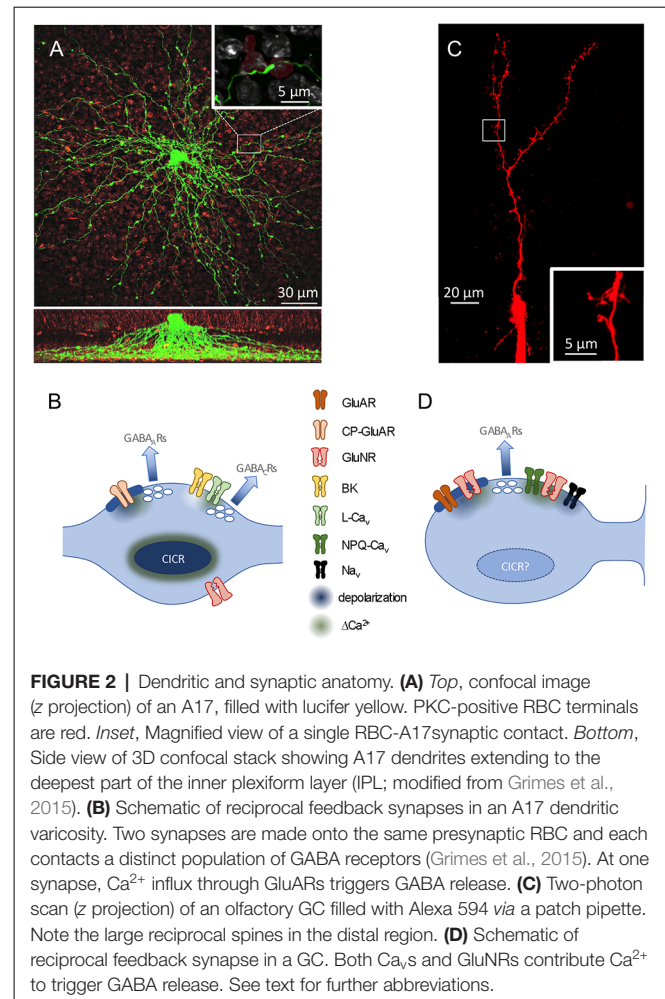 A
5 µm
30 µm
C
20 µm
5 µm
B
GABA_ARs
GABA_CRs
CICR
GluAR
CP-GluAR
GluNR
BK
L-Ca_v
NPQ-Ca_v
Na_v
depolarization
ΔCa²⁺
D
GABA_ARs
CICR?
FIGURE 2 | Dendritic and synaptic anatomy. (A) Top, confocal image
(z projection) of an A17, filled with lucifer yellow. PKC-positive RBC terminals
are red. Inset, Magnified view of a single RBC-A17synaptic contact. Bottom,
Side view of 3D confocal stack showing A17 dendrites extending to the
deepest part of the inner plexiform layer (IPL; modified from Grimes et al.,
2015). (B) Schematic of reciprocal feedback synapses in an A17 dendritic
varicosity. Two synapses are made onto the same presynaptic RBC and each
contacts a distinct population of GABA receptors (Grimes et al., 2015). At one
synapse, Ca²⁺ influx through GluARs triggers GABA release. (C) Two-photon
scan (z projection) of an olfactory GC filled with Alexa 594 via a patch pipette.
Note the large reciprocal spines in the distal region. (D) Schematic of
reciprocal feedback synapse in a GC. Both Ca_vs and GluNRs contribute Ca²⁺
to trigger GABA release. See text for further abbreviations.